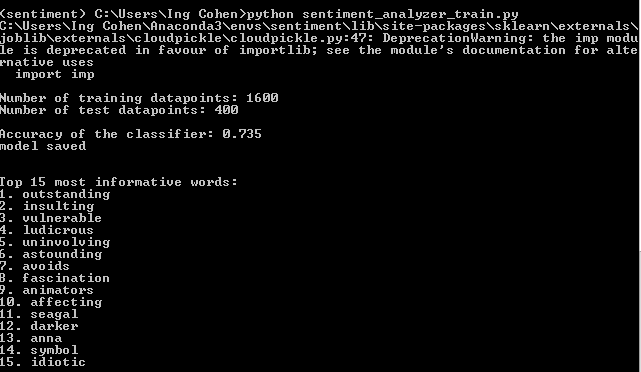 (sentiment) C:\Users\Ing Cohen>python sentiment_analyzer_train.py
C:\Users\Ing Cohen\Anaconda3\envs\sentiment\lib\site-packages\sklearn\externals\
joblib\externals\cloudpickle\cloudpickle.py:47: DeprecationWarning: the imp modu
le is deprecated in favour of importlib; see the module's documentation for alte
rnative uses
  import imp
Number of training datapoints: 1600
Number of test datapoints: 400
Accuracy of the classifier: 0.735
model saved
Top 15 most informative words:
1. outstanding
2. insulting
3. vulnerable
4. ludicrous
5. uninvolving
6. astounding
7. avoids
8. fascination
9. animators
10. affecting
11. seagal
12. darker
13. anna
14. symbol
15. idiotic